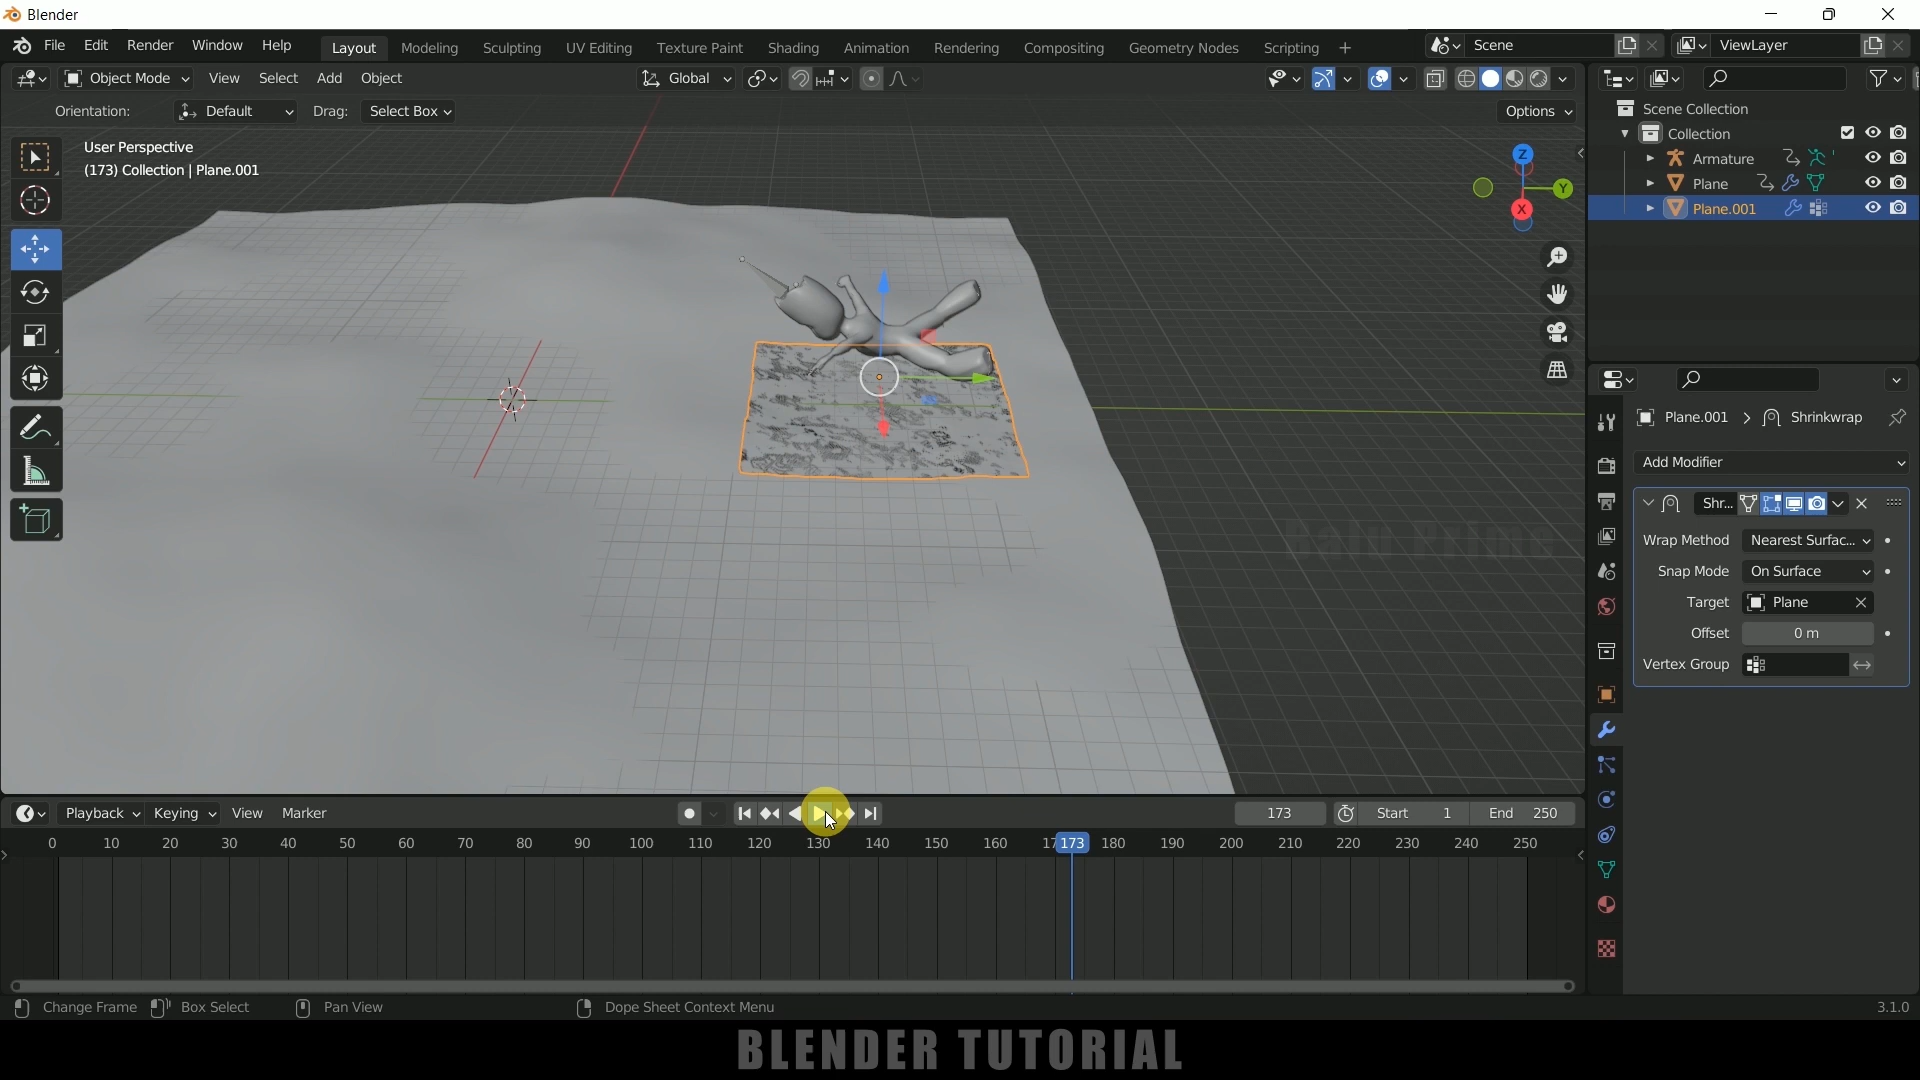 Blender
File Edit Render Window Help Layout Modeling Sculpting UV Editing Texture Paint Shading Animation Rendering Compositing Geometry Nodes Scripting + Scene ViewLayer
Object Mode View Select Add Object Global
Orientation: Default Drag: Select Box Options
User Perspective
(173) Collection | Plane.001
Z
Y
X
Scene Collection
Collection
Armature
Plane
Plane.001
Plane.001 > Shrinkwrap
Add Modifier
Shr...
Wrap Method Nearest Surfac...
Snap Mode On Surface
Target Plane
Offset 0 m
Vertex Group
Playback Keying View Marker 173 Start 1 End 250
0 10 20 30 40 50 60 70 80 90 100 110 120 130 140 150 160 17 173 180 190 200 210 220 230 240 250
Change Frame Box Select Pan View Dope Sheet Context Menu 3.1.0
BLENDER TUTORIAL